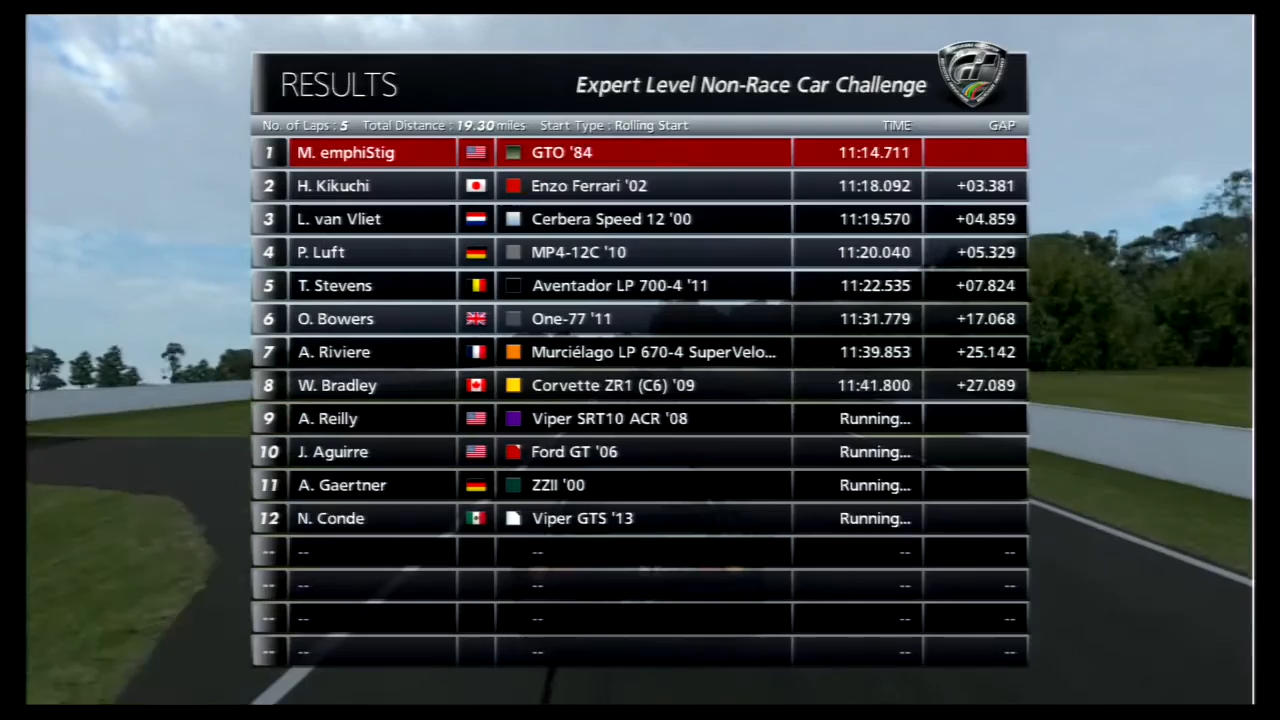 RESULTS Expert Level Non-Race Car Challenge
No. of Laps : 5 Total Distance : 19.30 miles Start Type : Rolling Start TIME GAP
1 M. emphiStig GTO '84 11:14.711
2 H. Kikuchi Enzo Ferrari '02 11:18.092 +03.381
3 L. van Vliet Cerbera Speed 12 '00 11:19.570 +04.859
4 P. Luft MP4-12C '10 11:20.040 +05.329
5 T. Stevens Aventador LP 700-4 '11 11:22.535 +07.824
6 O. Bowers One-77 '11 11:31.779 +17.068
7 A. Riviere Murciélago LP 670-4 SuperVelo... 11:39.853 +25.142
8 W. Bradley Corvette ZR1 (C6) '09 11:41.800 +27.089
9 A. Reilly Viper SRT10 ACR '08 Running...
10 J. Aguirre Ford GT '06 Running...
11 A. Gaertner ZZII '00 Running...
12 N. Conde Viper GTS '13 Running...
-- -- -- -- --
-- -- -- -- --
-- -- -- -- --
-- -- -- -- --